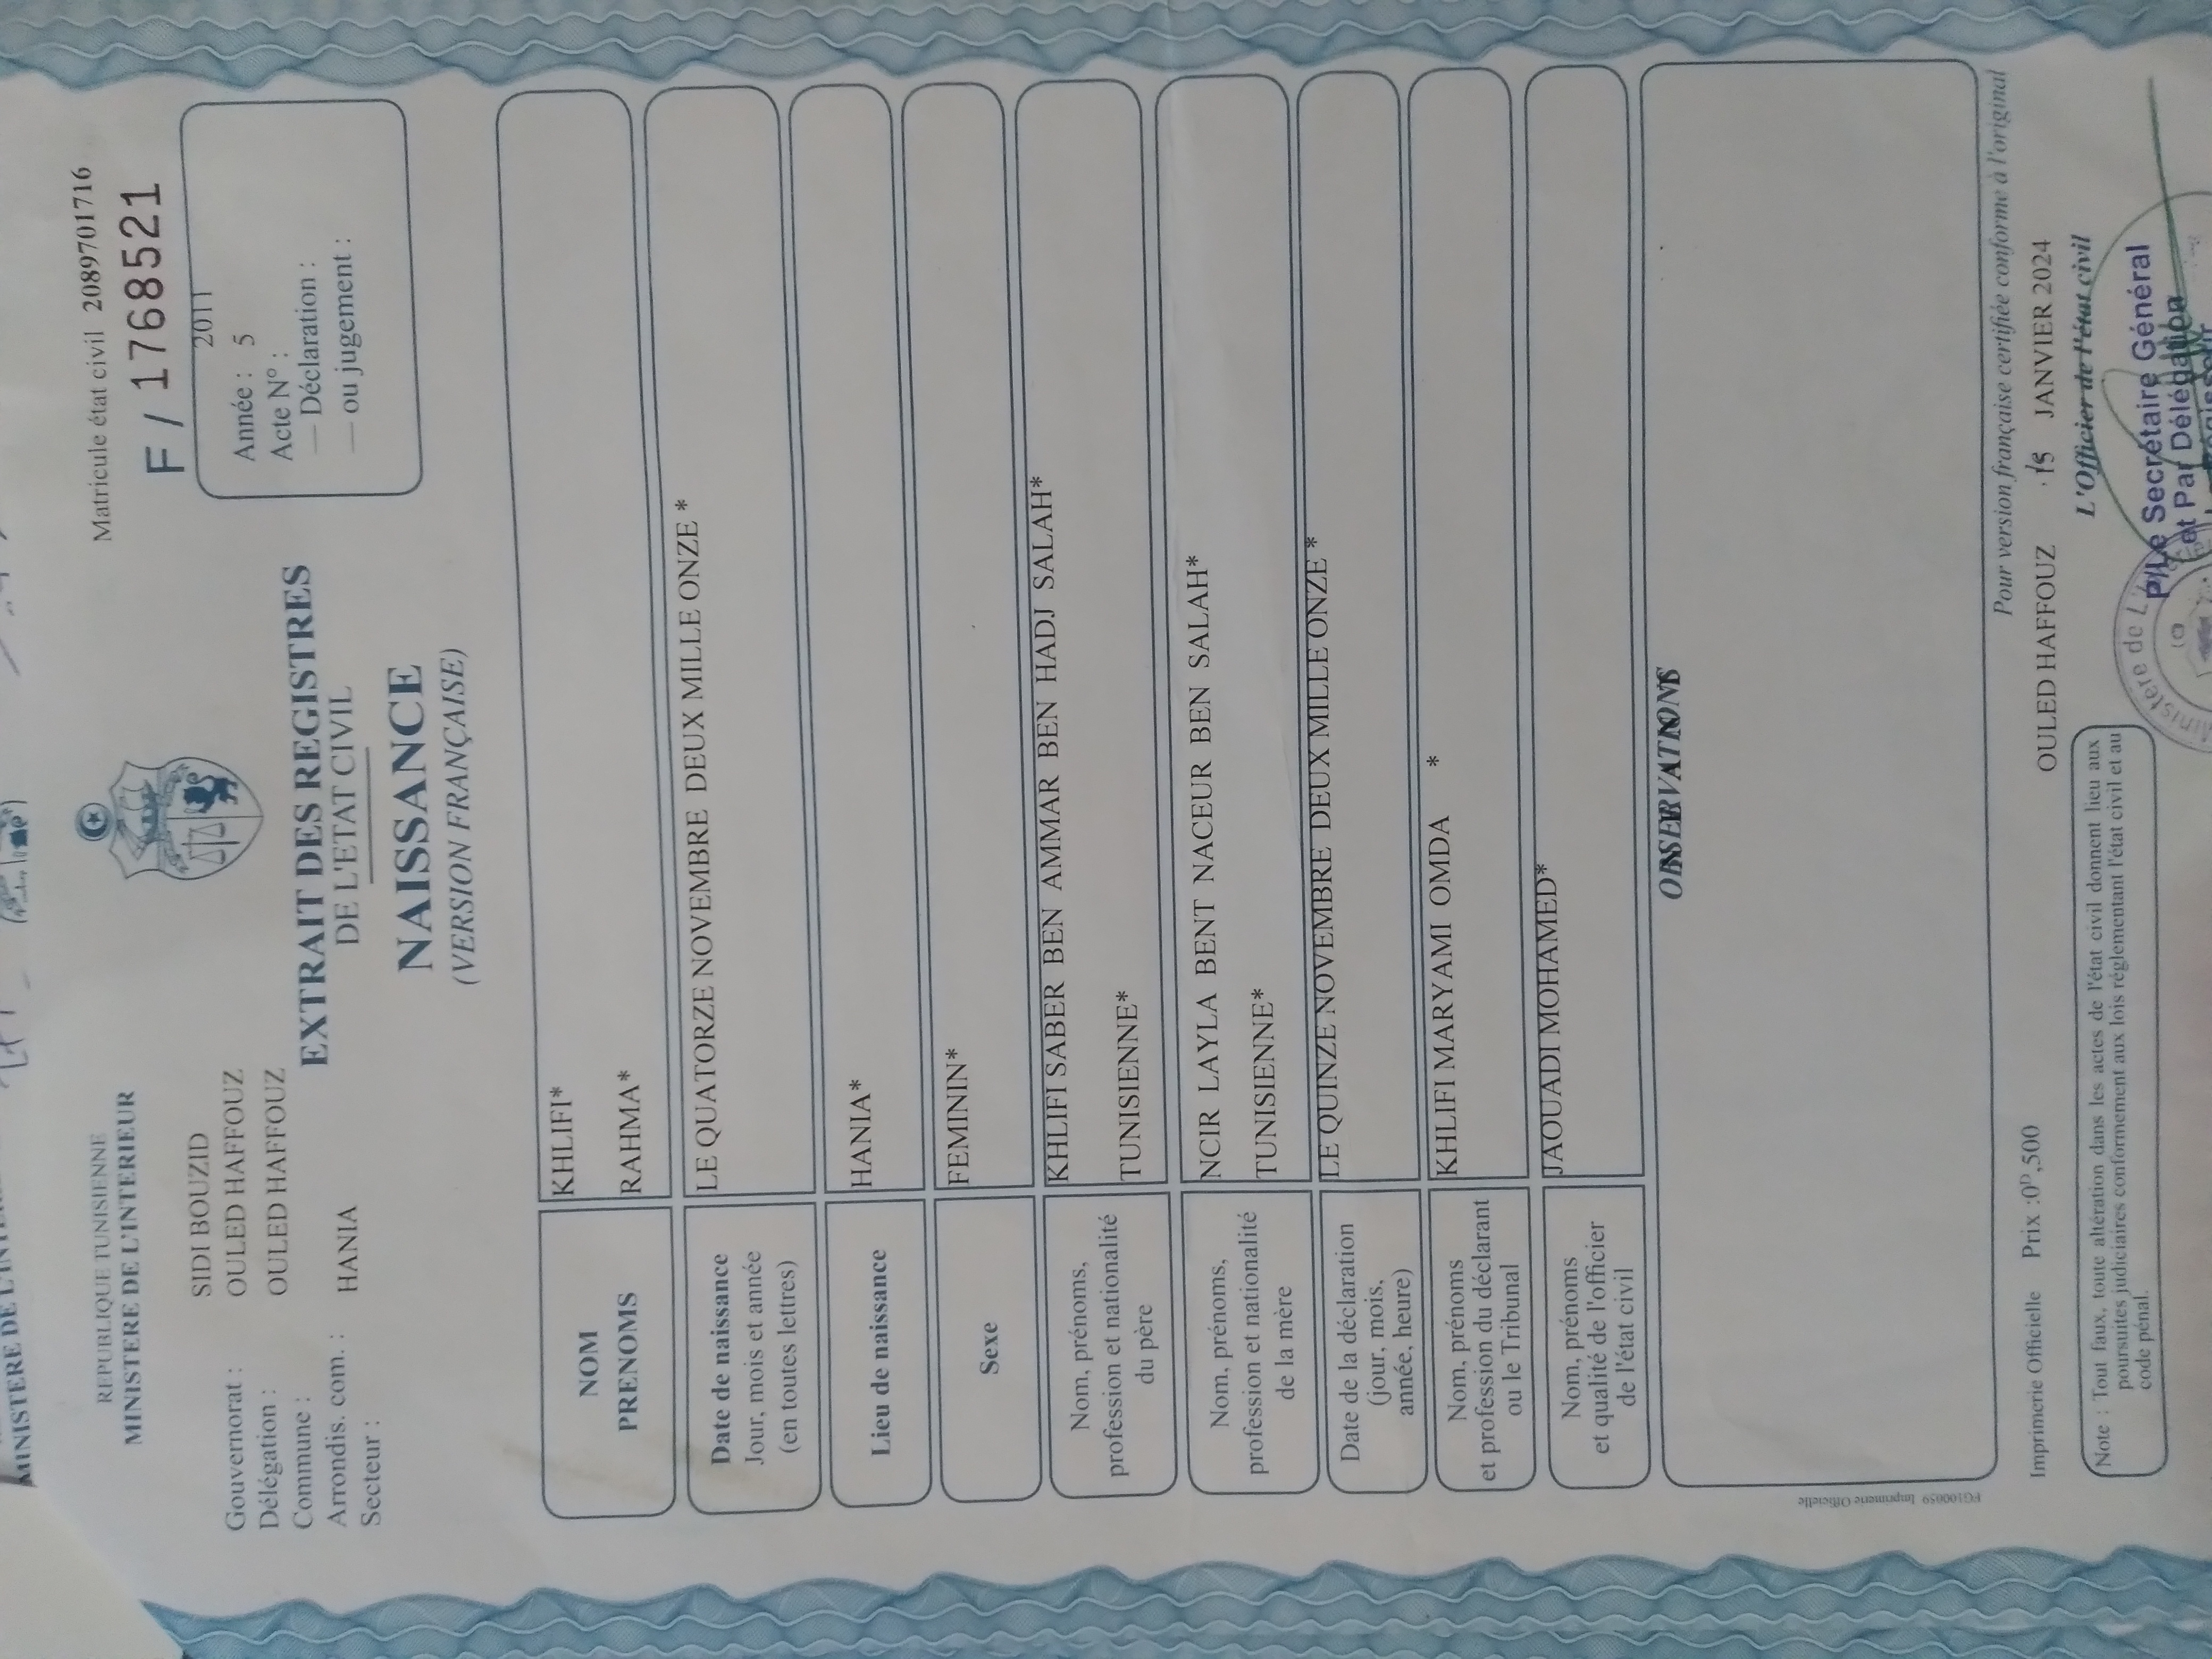 MINISTERE DE L'IN
REPUBLIQUE TUNISIENNE
MINISTERE DE L'INTERIEUR
Matricule état civil 20897017​16
F / 1768521
Gouvernorat : SIDI BOUZID
Délégation : OULED HAFFOUZ
Commune : OULED HAFFOUZ
Arrondis. com. :
Secteur : HANIA
2011
Année : 5
Acte N° :
— Déclaration :
— ou jugement :
EXTRAIT DES REGISTRES
DE L'ETAT CIVIL
NAISSANCE
(VERSION FRANÇAISE)
NOM KHLIFI*
PRENOMS RAHMA*
Date de naissance
Jour, mois et année
(en toutes lettres)
LE QUATORZE NOVEMBRE DEUX MILLE ONZE *
Lieu de naissance HANIA*
Sexe FEMININ*
Nom, prénoms,
profession et nationalité
du père
KHLIFI SABER BEN AMMAR BEN HADJ SALAH*
TUNISIENNE*
Nom, prénoms,
profession et nationalité
de la mère
NCIR LAYLA BENT NACEUR BEN SALAH*
TUNISIENNE*
Date de la déclaration
(jour, mois,
année, heure)
LE QUINZE NOVEMBRE DEUX MILLE ONZE *
Nom, prénoms
et profession du déclarant
ou le Tribunal
KHLIFI MARYAMI OMDA *
Nom, prénoms
et qualité de l'officier
de l'état civil
JAOUADI MOHAMED*
OBSERVATIONS
FG100059 Imprimerie Officielle
Pour version française certifiée conforme à l'original
Imprimerie Officielle Prix :0ᴰ,500
OULED HAFFOUZ 15 JANVIER 2024
L'Officier de l'état civil
P/Le Secrétaire Général
et Par Délégation
Note : Tout faux, toute altération dans les actes de l'état civil donnent lieu aux
poursuites judiciaires conformement aux lois réglementant l'état civil et au
code pénal.